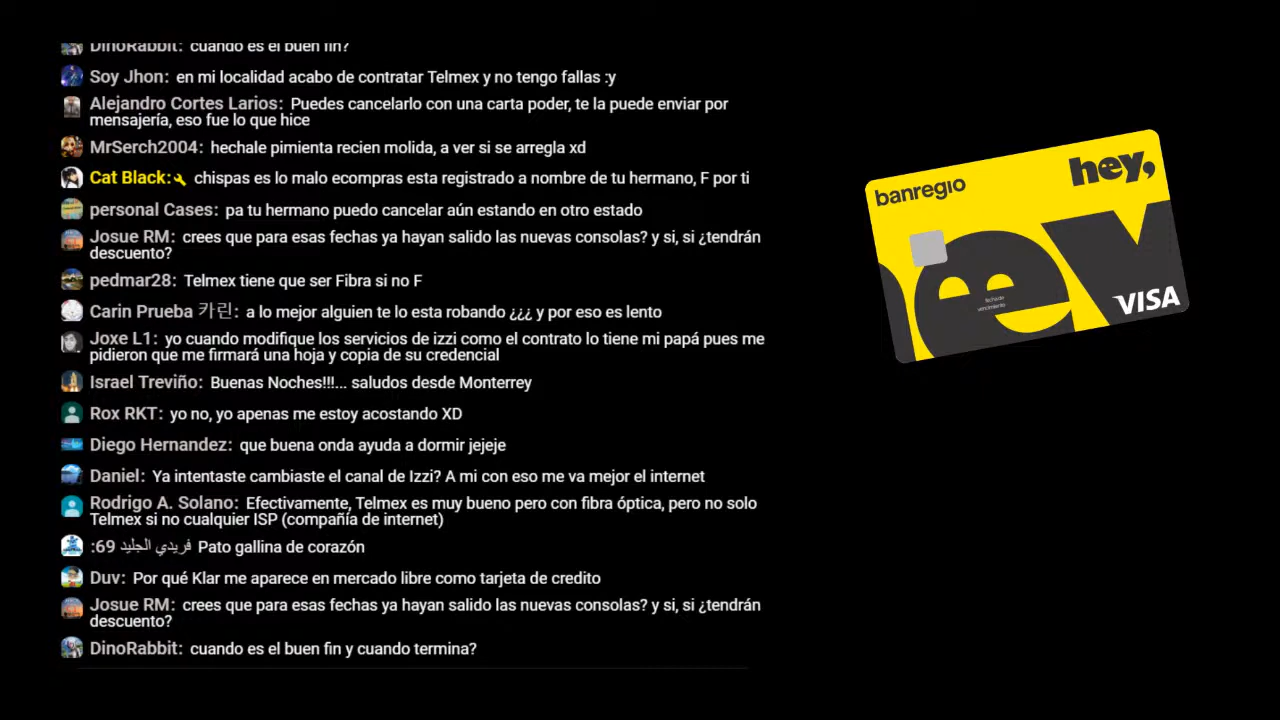 DinoRabbit: cuando es el buen fin?
Soy Jhon: en mi localidad acabo de contratar Telmex y no tengo fallas :y
Alejandro Cortes Larios: Puedes cancelarlo con una carta poder, te la puede enviar por
mensajería, eso fue lo que hice
MrSerch2004: hechale pimienta recien molida, a ver si se arregla xd
Cat Black: chispas es lo malo ecompras esta registrado a nombre de tu hermano, F por ti
personal Cases: pa tu hermano puedo cancelar aún estando en otro estado
Josue RM: crees que para esas fechas ya hayan salido las nuevas consolas? y si, si ¿tendrán
descuento?
pedmar28: Telmex tiene que ser Fibra si no F
Carin Prueba 카린: a lo mejor alguien te lo esta robando ¿¿¿ y por eso es lento
Joxe L1: yo cuando modifique los servicios de izzi como el contrato lo tiene mi papá pues me
pidieron que me firmará una hoja y copia de su credencial
Israel Treviño: Buenas Noches!!!... saludos desde Monterrey
Rox RKT: yo no, yo apenas me estoy acostando XD
Diego Hernandez: que buena onda ayuda a dormir jejeje
Daniel: Ya intentaste cambiaste el canal de Izzi? A mi con eso me va mejor el internet
Rodrigo A. Solano: Efectivamente, Telmex es muy bueno pero con fibra óptica, pero no solo
Telmex si no cualquier ISP (compañía de internet)
فريدي الجليد 69: Pato gallina de corazón
Duv: Por qué Klar me aparece en mercado libre como tarjeta de credito
Josue RM: crees que para esas fechas ya hayan salido las nuevas consolas? y si, si ¿tendrán
descuento?
DinoRabbit: cuando es el buen fin y cuando termina?
banregio
hey,
ey
fecha de
vencimiento
VISA